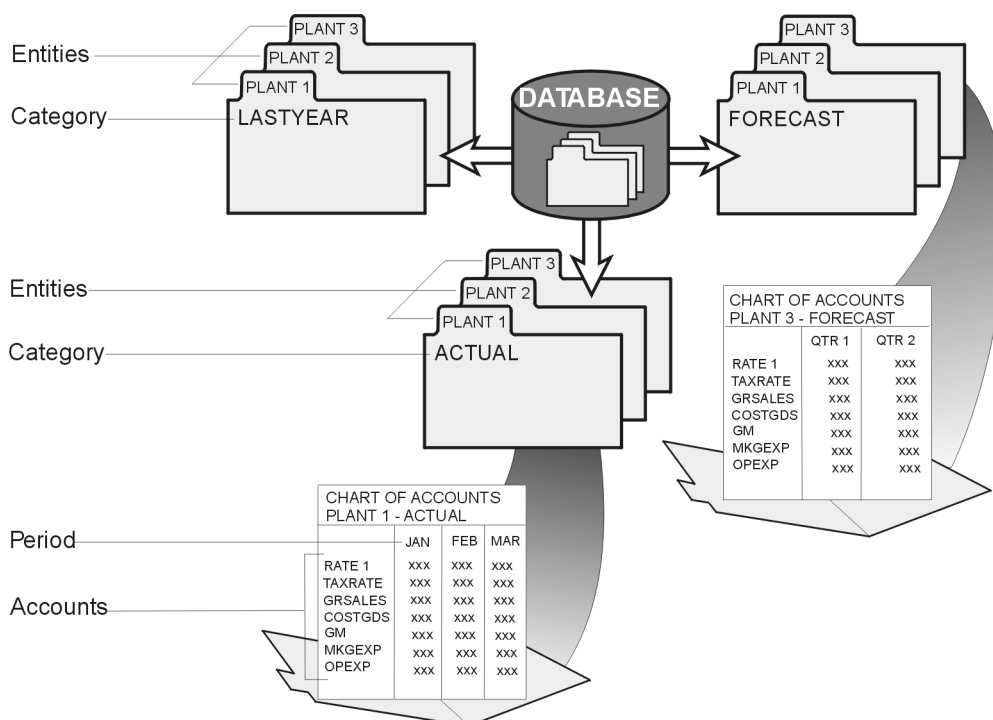 PLANT 3
PLANT 2
PLANT 1
LASTYEAR
Entities
Category
DATABASE
PLANT 3
PLANT 2
PLANT 1
FORECAST
PLANT 3
PLANT 2
PLANT 1
ACTUAL
Entities
Category
CHART OF ACCOUNTS
PLANT 3 - FORECAST
QTR 1 QTR 2
RATE 1 xxx xxx
TAXRATE xxx xxx
GRSALES xxx xxx
COSTGDS xxx xxx
GM xxx xxx
MKGEXP xxx xxx
OPEXP xxx xxx
CHART OF ACCOUNTS
PLANT 1 - ACTUAL
Period
JAN FEB MAR
RATE 1 xxx xxx xxx
TAXRATE xxx xxx xxx
GRSALES xxx xxx xxx
COSTGDS xxx xxx xxx
GM xxx xxx xxx
MKGEXP xxx xxx xxx
OPEXP xxx xxx xxx
Accounts